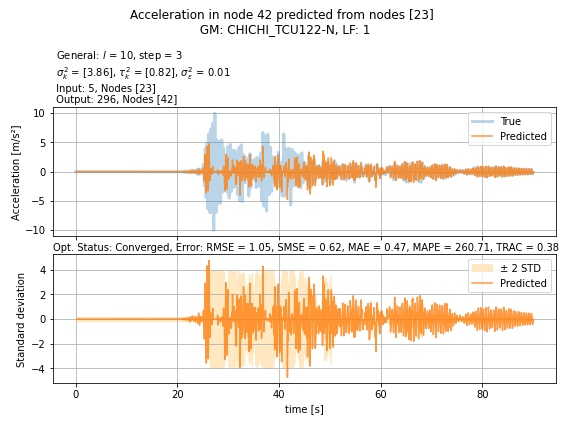 Acceleration in node 42 predicted from nodes [23]
GM: CHICHI_TCU122-N, LF: 1
General: l = 10, step = 3
σ²ₖ = [3.86], τ²ₖ = [0.82], σ²ε = 0.01
Input: 5, Nodes [23]
Output: 296, Nodes [42]
10
5
0
−5
−10
Acceleration [m/s²]
True
Predicted
Opt. Status: Converged, Error: RMSE = 1.05, SMSE = 0.62, MAE = 0.47, MAPE = 260.71, TRAC = 0.38
4
2
0
−2
−4
Standard deviation
± 2 STD
Predicted
0 20 40 60 80
time [s]